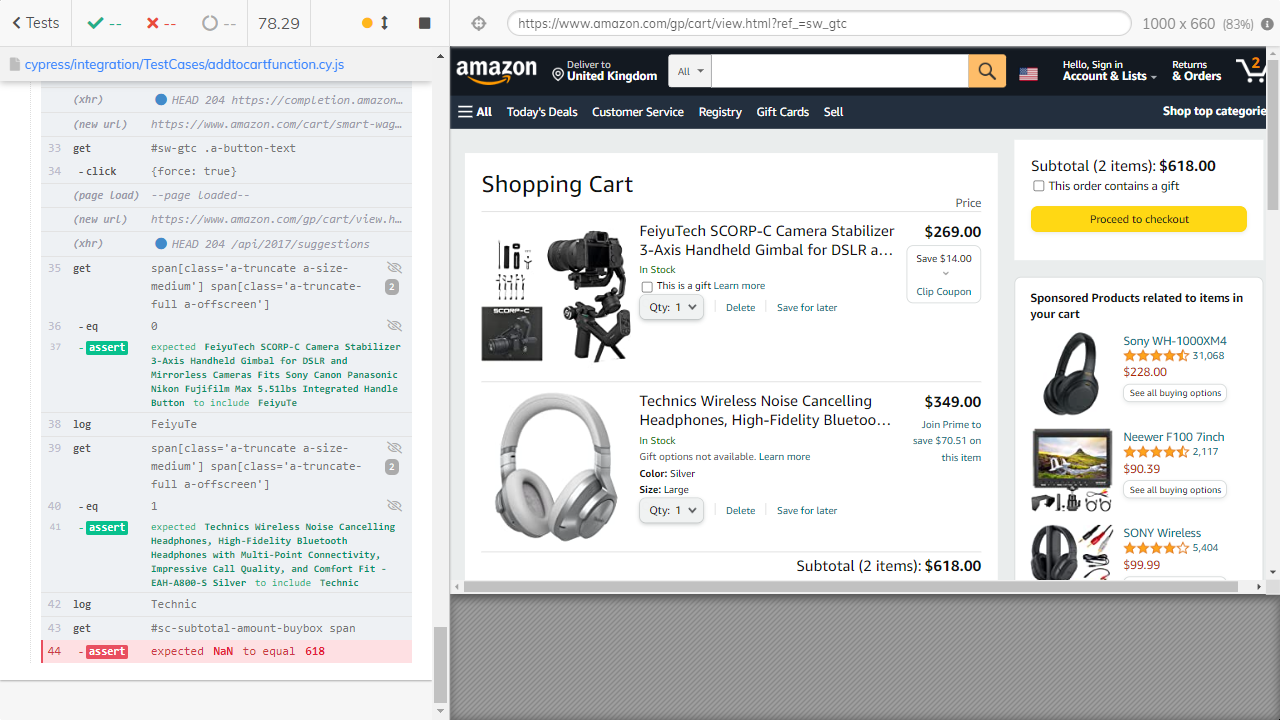 Tests
--
--
--
78.29
https://www.amazon.com/gp/cart/view.html?ref_=sw_gtc
1000 x 660 (83%)
cypress/integration/TestCases/addtocartfunction.cy.js
(xhr) HEAD 204 https://completion.amazon...
(new url) https://www.amazon.com/cart/smart-wag...
33 get #sw-gtc .a-button-text
34 -click {force: true}
(page load) --page loaded--
(new url) https://www.amazon.com/gp/cart/view.h...
(xhr) HEAD 204 /api/2017/suggestions
35 get span[class='a-truncate a-size-
medium'] span[class='a-truncate-
full a-offscreen']
2
36 -eq 0
37 -assert expected FeiyuTech SCORP-C Camera Stabilizer
3-Axis Handheld Gimbal for DSLR and
Mirrorless Cameras Fits Sony Canon Panasonic
Nikon Fujifilm Max 5.51lbs Integrated Handle
Button to include FeiyuTe
38 log FeiyuTe
39 get span[class='a-truncate a-size-
medium'] span[class='a-truncate-
full a-offscreen']
2
40 -eq 1
41 -assert expected Technics Wireless Noise Cancelling
Headphones, High-Fidelity Bluetooth
Headphones with Multi-Point Connectivity,
Impressive Call Quality, and Comfort Fit -
EAH-A800-S Silver to include Technic
42 log Technic
43 get #sc-subtotal-amount-buybox span
44 -assert expected NaN to equal 618
amazon
Deliver to
United Kingdom
All
Hello, Sign in
Account & Lists
Returns
& Orders
2
All Today's Deals Customer Service Registry Gift Cards Sell
Shop top categorie
Shopping Cart
Price
FeiyuTech SCORP-C Camera Stabilizer
3-Axis Handheld Gimbal for DSLR a...
$269.00
In Stock
This is a gift Learn more
Qty: 1
Delete
Save for later
Save $14.00
Clip Coupon
SCORP-C
Technics Wireless Noise Cancelling
Headphones, High-Fidelity Bluetoo...
$349.00
In Stock
Gift options not available. Learn more
Color: Silver
Size: Large
Qty: 1
Delete
Save for later
Join Prime to
save $70.51 on
this item
Subtotal (2 items): $618.00
Subtotal (2 items): $618.00
This order contains a gift
Proceed to checkout
Sponsored Products related to items in
your cart
Sony WH-1000XM4
31,068
$228.00
See all buying options
Neewer F100 7inch
2,117
$90.39
See all buying options
SONY Wireless
5,404
$99.99